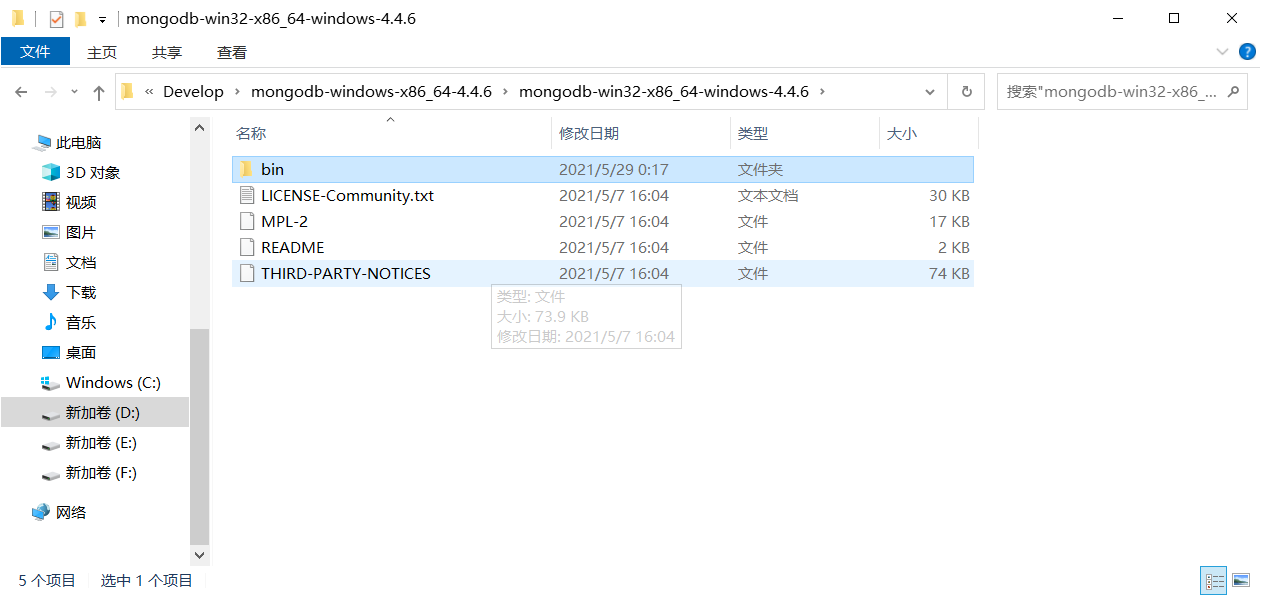 mongodb-win32-x86_64-windows-4.4.6
文件 主页 共享 查看
« Develop › mongodb-windows-x86_64-4.4.6 › mongodb-win32-x86_64-windows-4.4.6 ›
搜索"mongodb-win32-x86_...
此电脑
3D 对象
视频
图片
文档
下载
音乐
桌面
Windows (C:)
新加卷 (D:)
新加卷 (E:)
新加卷 (F:)
网络
名称 修改日期 类型 大小
bin 2021/5/29 0:17 文件夹
LICENSE-Community.txt 2021/5/7 16:04 文本文档 30 KB
MPL-2 2021/5/7 16:04 文件 17 KB
README 2021/5/7 16:04 文件 2 KB
THIRD-PARTY-NOTICES 2021/5/7 16:04 文件 74 KB
类型: 文件
大小: 73.9 KB
修改日期: 2021/5/7 16:04
5 个项目 选中 1 个项目